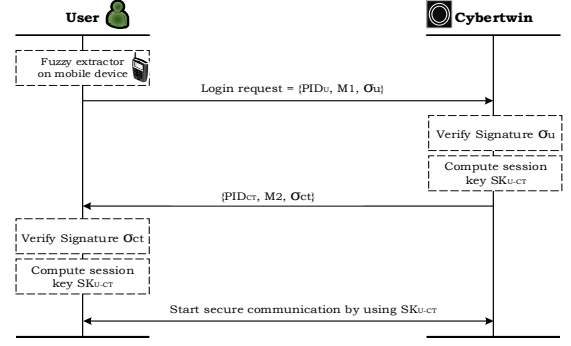 User
Cybertwin
Fuzzy extractor
on mobile device
Login request = {PIDU, M1, σu}
Verify Signature σu
Compute session
key SKU-CT
{PIDCT, M2, σct}
Verify Signature σct
Compute session
key SKU-CT
Start secure communication by using SKU-CT